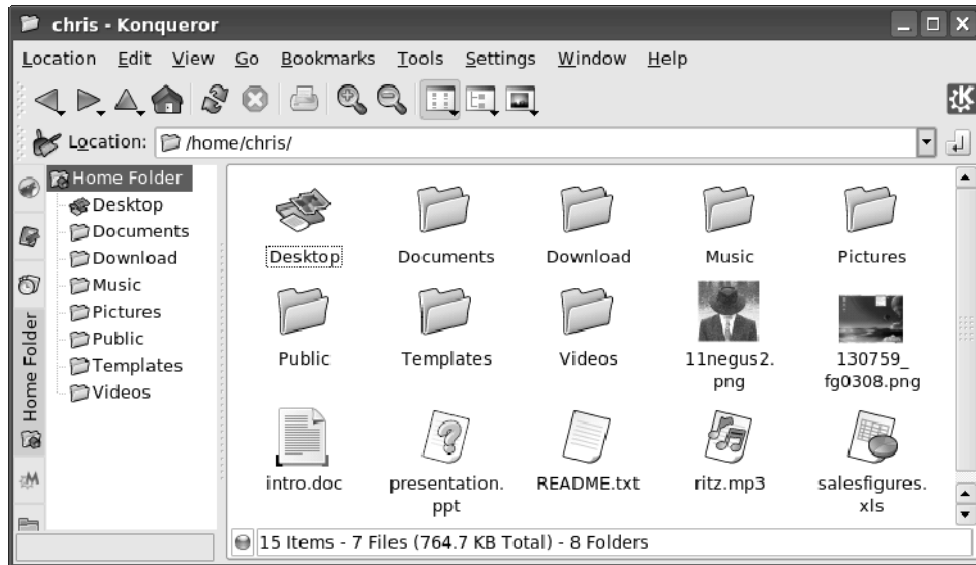 chris - Konqueror
Location Edit View Go Bookmarks Tools Settings Window Help
Location: /home/chris/
Home Folder
Desktop
Documents
Download
Music
Pictures
Public
Templates
Videos
Home Folder
Desktop Documents Download Music Pictures
Public Templates Videos 11negus2. 130759_
png fg0308.png
intro.doc presentation. README.txt ritz.mp3 salesfigures.
ppt xls
15 Items - 7 Files (764.7 KB Total) - 8 Folders